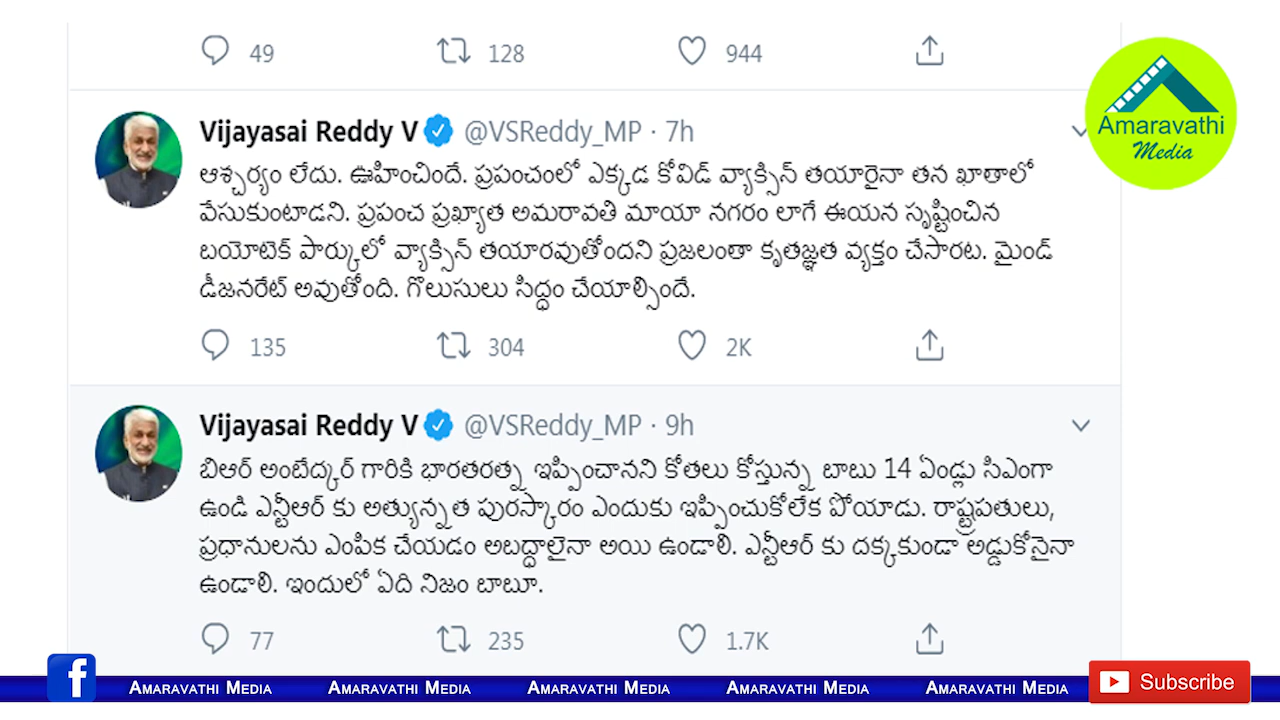 49 128 944
Amaravathi
Media
Vijayasai Reddy V @VSReddy_MP · 7h
ఆశ్చర్యం లేదు. ఊహించిందే. ప్రపంచంలో ఎక్కడ కోవిడ్ వ్యాక్సిన్ తయారైనా తన ఖాతాలో
వేసుకుంటాడని. ప్రపంచ ప్రఖ్యాత అమరావతి మాయా నగరం లాగే ఈయన సృష్టించిన
బయోటెక్ పార్కులో వ్యాక్సిన్ తయారవుతోందని ప్రజలంతా కృతజ్ఞత వ్యక్తం చేసారట. మైండ్
డీజనరేట్ అవుతోంది. గొలుసులు సిద్ధం చేయాల్సిందే.
135 304 2K
Vijayasai Reddy V @VSReddy_MP · 9h
బిఆర్ అంబేద్కర్ గారికి భారతరత్న ఇప్పించానని కోతలు కోస్తున్న బాబు 14 ఏండ్లు సిఎంగా
ఉండి ఎన్టీఆర్ కు అత్యున్నత పురస్కారం ఎందుకు ఇప్పించుకోలేక పోయాడు. రాష్ట్రపతులు,
ప్రధానులను ఎంపిక చేయడం అబద్ధాలైనా అయి ఉండాలి. ఎన్టీఆర్ కు దక్కకుండా అడ్డుకోనైనా
ఉండాలి. ఇందులో ఏది నిజం బాబూ.
77 235 1.7K
f Amaravathi Media Amaravathi Media Amaravathi Media Amaravathi Media Amaravathi Media Subscribe